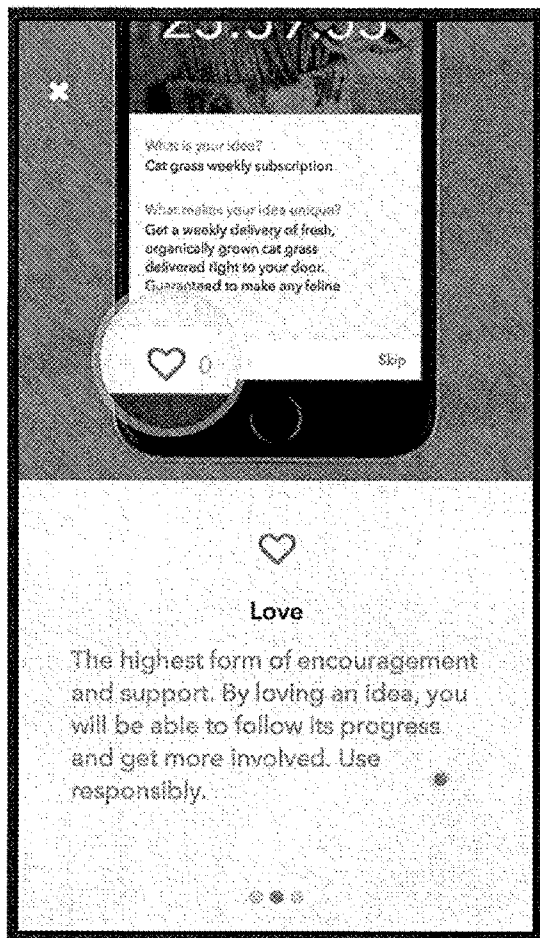 What is your idea?
Cat grass weekly subscription
What makes your idea unique?
Get a weekly delivery of fresh,
organically grown cat grass
delivered right to your door.
Guaranteed to make any feline
0
Skip
Love
The highest form of encouragement
and support. By loving an idea, you
will be able to follow its progress
and get more involved. Use
responsibly.